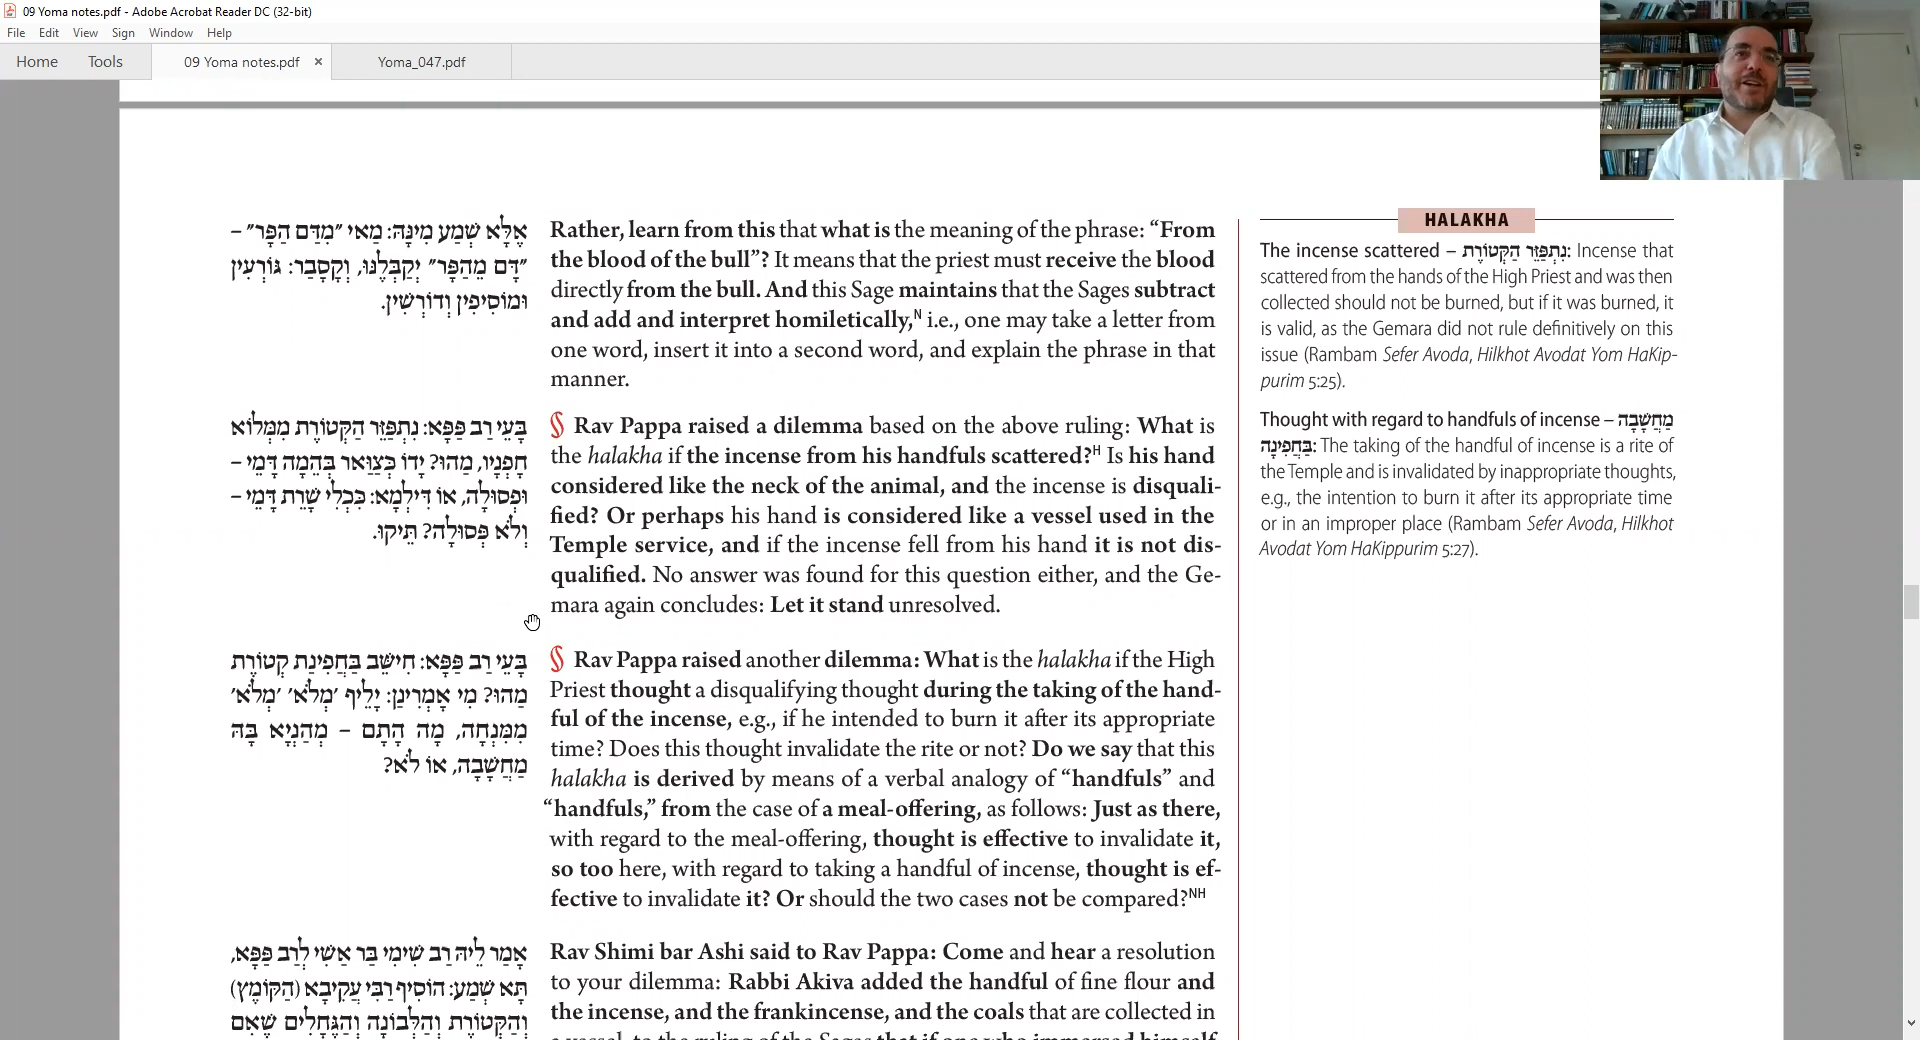 09 Yoma notes.pdf - Adobe Acrobat Reader DC (32-bit)
File Edit View Sign Window Help
Home Tools 09 Yoma notes.pdf × Yoma_047.pdf
אֶלָּא שְׁמַע מִינָּהּ: מַאי ״מִדַּם הַפָּר״ –
״דָּם מֵהַפָּר״ יְקַבְּלֶנּוּ, וְקָסָבַר: גּוֹרְעִין
וּמוֹסִיפִין וְדוֹרְשִׁין.
Rather, learn from this that what is the meaning of the phrase: “From
the blood of the bull”? It means that the priest must receive the blood
directly from the bull. And this Sage maintains that the Sages subtract
and add and interpret homiletically,N i.e., one may take a letter from
one word, insert it into a second word, and explain the phrase in that
manner.
בָּעֵי רַב פַּפָּא: נִתְפַּזֵּר הַקְּטוֹרֶת מִמְּלוֹא
חׇפְנָיו, מַהוּ? יָדוֹ כְּצַוַּאר בְּהֵמָה דָּמֵי –
וּפְסוּלָה, אוֹ דִּילְמָא: כִּכְלִי שָׁרֵת דָּמֵי –
וְלֹא פְּסוּלָה? תֵּיקוּ.
§ Rav Pappa raised a dilemma based on the above ruling: What is
the halakha if the incense from his handfuls scattered?H Is his hand
considered like the neck of the animal, and the incense is disquali-
fied? Or perhaps his hand is considered like a vessel used in the
Temple service, and if the incense fell from his hand it is not dis-
qualified. No answer was found for this question either, and the Ge-
mara again concludes: Let it stand unresolved.
בָּעֵי רַב פַּפָּא: חִישֵּׁב בַּחֲפִינַת קְטוֹרֶת
מַהוּ? מִי אָמְרִינַן: יָלֵיף ׳מְלֹא׳ ׳מְלֹא׳
מִמִּנְחָה, מָה הָתָם – מְהַנְיָא בָּהּ
מַחֲשָׁבָה, אוֹ לֹא?
§ Rav Pappa raised another dilemma: What is the halakha if the High
Priest thought a disqualifying thought during the taking of the hand-
ful of the incense, e.g., if he intended to burn it after its appropriate
time? Does this thought invalidate the rite or not? Do we say that this
halakha is derived by means of a verbal analogy of “handfuls” and
“handfuls,” from the case of a meal-offering, as follows: Just as there,
with regard to the meal-offering, thought is effective to invalidate it,
so too here, with regard to taking a handful of incense, thought is ef-
fective to invalidate it? Or should the two cases not be compared?NH
אֲמַר לֵיהּ רַב שִׁימִי בַּר אַשִׁי לְרַב פַּפָּא,
תָּא שְׁמַע: הוֹסִיף רַבִּי עֲקִיבָא (הַקּוֹמֶץ)
וְהַקְּטוֹרֶת וְהַלְּבוֹנָה וְהַגֶּחָלִים שֶׁאִם
Rav Shimi bar Ashi said to Rav Pappa: Come and hear a resolution
to your dilemma: Rabbi Akiva added the handful of fine flour and
the incense, and the frankincense, and the coals that are collected in
a vessel, to the ruling of the Sages that if one who immersed himself
HALAKHA
The incense scattered – נִתְפַּזֵּר הַקְּטוֹרֶת: Incense that
scattered from the hands of the High Priest and was then
collected should not be burned, but if it was burned, it
is valid, as the Gemara did not rule definitively on this
issue (Rambam Sefer Avoda, Hilkhot Avodat Yom HaKip-
purim 5:25).
Thought with regard to handfuls of incense – מַחֲשָׁבָה
בַּחֲפִינָה: The taking of the handful of incense is a rite of
the Temple and is invalidated by inappropriate thoughts,
e.g., the intention to burn it after its appropriate time
or in an improper place (Rambam Sefer Avoda, Hilkhot
Avodat Yom HaKippurim 5:27).